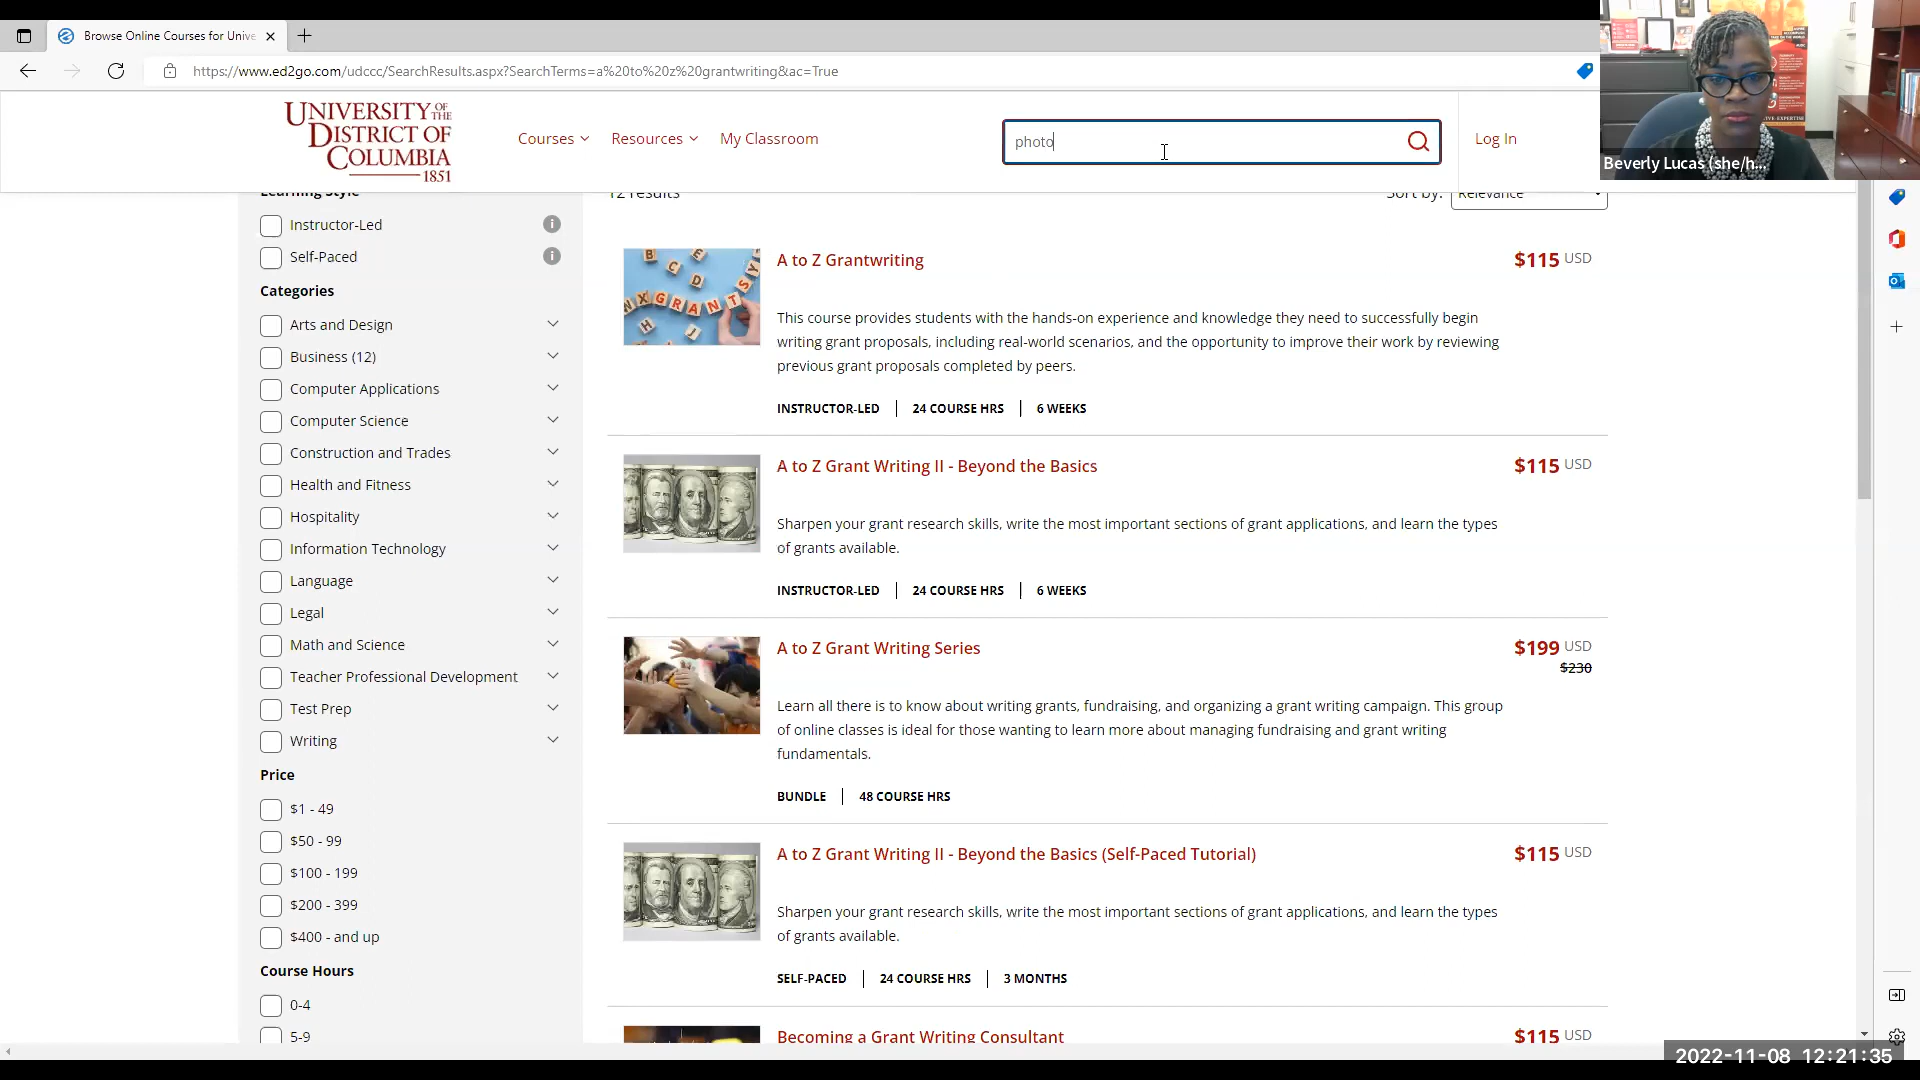 Browse Online Courses for Unive
https://www.ed2go.com/udccc/SearchResults.aspx?SearchTerms=a%20to%20z%20grantwriting&ac=True
UNIVERSITY OF THE
DISTRICT OF
COLUMBIA
1851
Courses
Resources
My Classroom
photo
Log In
Beverly Lucas (she/h...
Learning Style
Instructor-Led
Self-Paced
Categories
Arts and Design
Business (12)
Computer Applications
Computer Science
Construction and Trades
Health and Fitness
Hospitality
Information Technology
Language
Legal
Math and Science
Teacher Professional Development
Test Prep
Writing
Price
$1 - 49
$50 - 99
$100 - 199
$200 - 399
$400 - and up
Course Hours
0-4
5-9
12 results
Sort by: Relevance
A to Z Grantwriting
$115 USD
This course provides students with the hands-on experience and knowledge they need to successfully begin
writing grant proposals, including real-world scenarios, and the opportunity to improve their work by reviewing
previous grant proposals completed by peers.
INSTRUCTOR-LED | 24 COURSE HRS | 6 WEEKS
A to Z Grant Writing II - Beyond the Basics
$115 USD
Sharpen your grant research skills, write the most important sections of grant applications, and learn the types
of grants available.
INSTRUCTOR-LED | 24 COURSE HRS | 6 WEEKS
A to Z Grant Writing Series
$199 USD
$230
Learn all there is to know about writing grants, fundraising, and organizing a grant writing campaign. This group
of online classes is ideal for those wanting to learn more about managing fundraising and grant writing
fundamentals.
BUNDLE | 48 COURSE HRS
A to Z Grant Writing II - Beyond the Basics (Self-Paced Tutorial)
$115 USD
Sharpen your grant research skills, write the most important sections of grant applications, and learn the types
of grants available.
SELF-PACED | 24 COURSE HRS | 3 MONTHS
Becoming a Grant Writing Consultant
$115 USD
2022-11-08 12:21:35